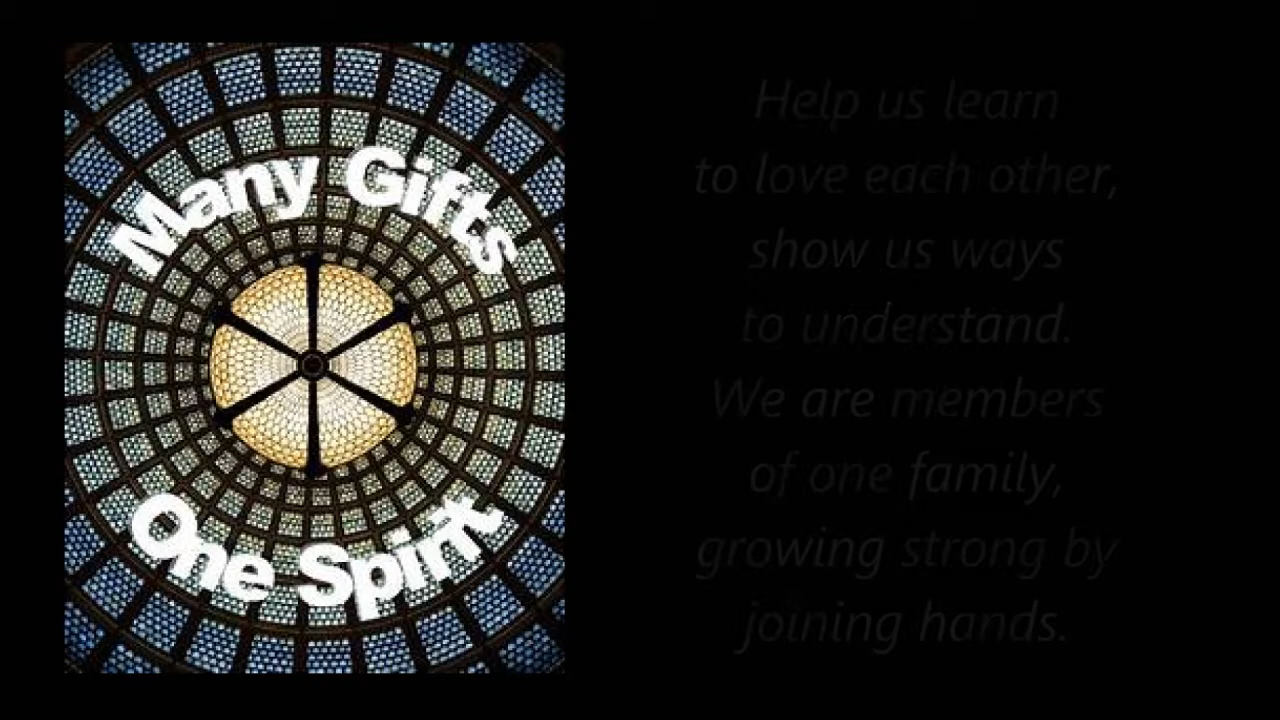 Many Gifts
One Spirit
Help us learn
to love each other,
show us ways
to understand.
We are members
of one family,
growing strong by
joining hands.